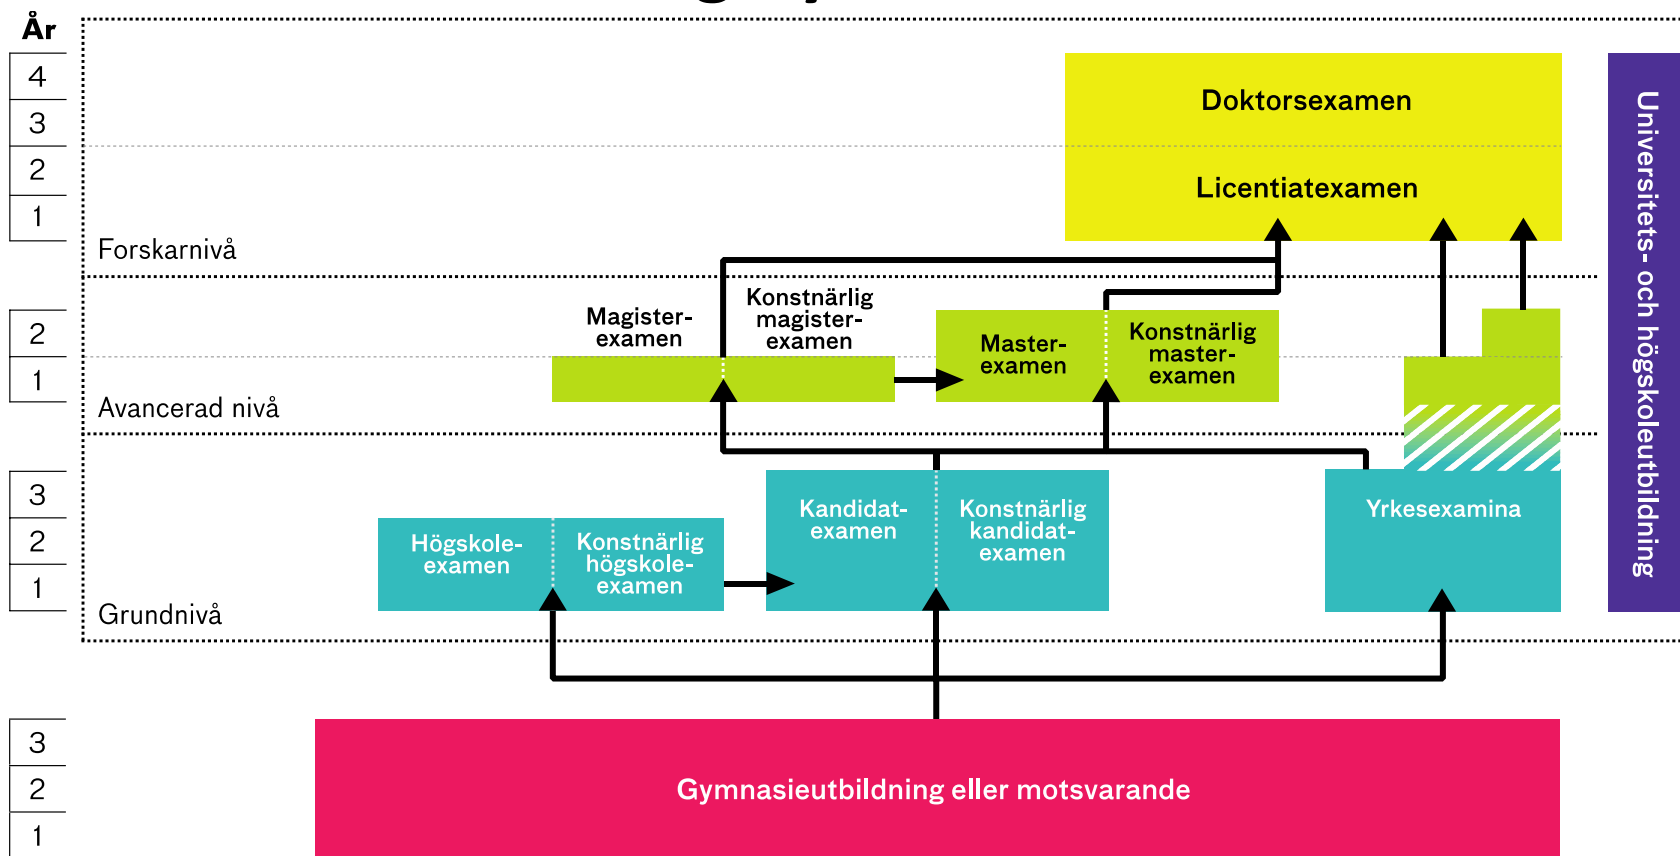 År
4
3
2
1
Doktorsexamen
Licentiatexamen
Forskarnivå
2
1
Magister-
examen
Konstnärlig
magister-
examen
Master-
examen
Konstnärlig
master-
examen
Avancerad nivå
3
2
1
Högskole-
examen
Konstnärlig
högskole-
examen
Kandidat-
examen
Konstnärlig
kandidat-
examen
Yrkesexamina
Grundnivå
Universitets- och högskoleutbildning
3
2
1
Gymnasieutbildning eller motsvarande